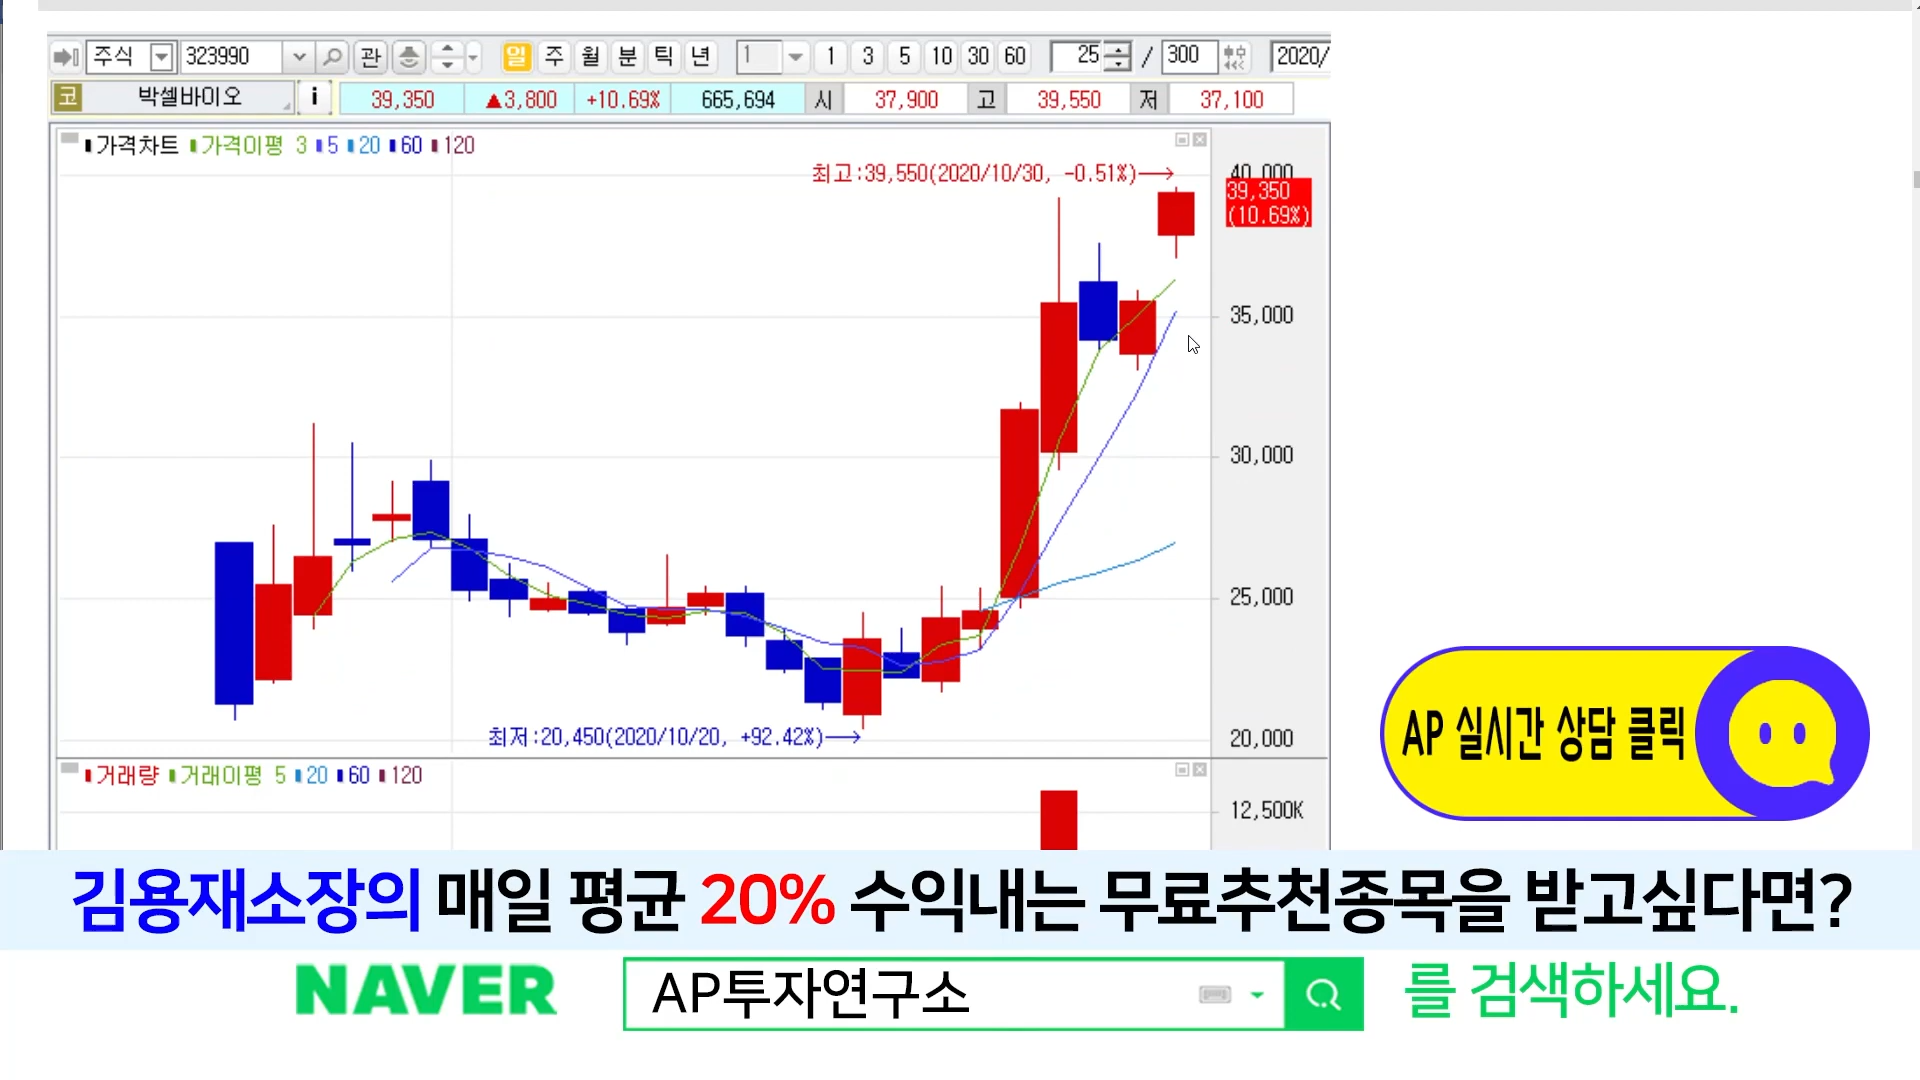 주식 323990 관 일 주 월 분 틱 년 1 1 3 5 10 30 60 25 / 300 2020/
코 박셀바이오 i 39,350 ▲3,800 +10.69% 665,694 시 37,900 고 39,550 저 37,100
가격차트 가격이평 3 5 20 60 120
최고:39,550(2020/10/30, -0.51%)→
40,000
39,350
(10.69%)
35,000
30,000
25,000
최저:20,450(2020/10/20, +92.42%)→
20,000
거래량 거래이평 5 20 60 120
12,500K
AP 실시간 상담 클릭
김용재소장의 매일 평균 20% 수익내는 무료추천종목을 받고싶다면?
NAVER AP투자연구소 를 검색하세요.